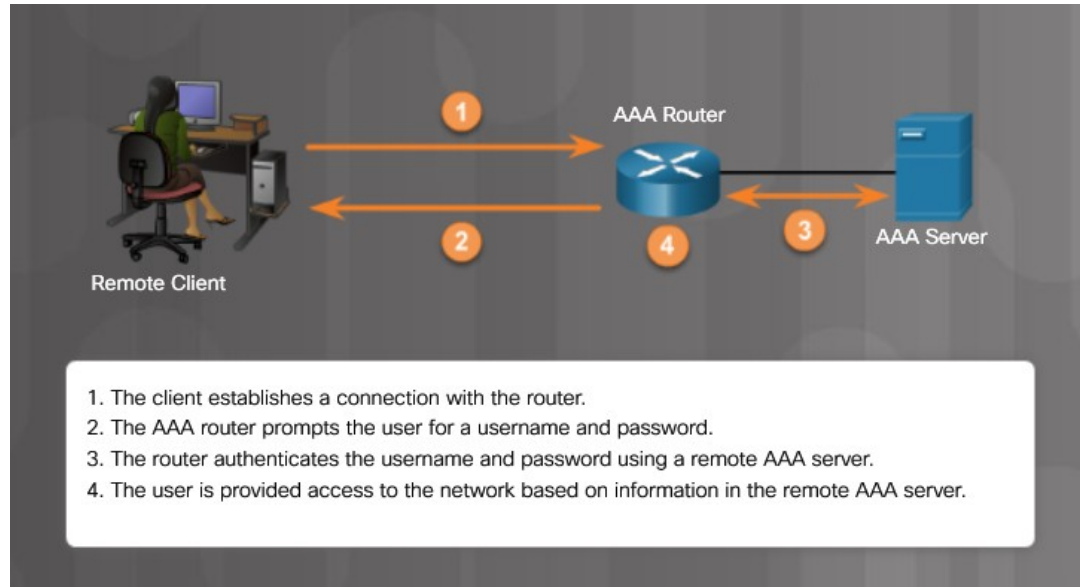 1
AAA Router
2
3
4
AAA Server
Remote Client
1. The client establishes a connection with the router.
2. The AAA router prompts the user for a username and password.
3. The router authenticates the username and password using a remote AAA server.
4. The user is provided access to the network based on information in the remote AAA server.